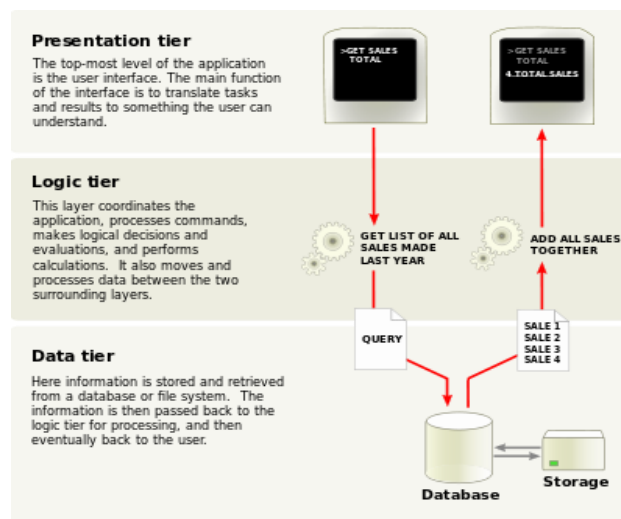 Presentation tier
The top-most level of the application
is the user interface. The main function
of the interface is to translate tasks
and results to something the user can
understand.
>GET SALES
TOTAL
>GET SALES
TOTAL
4 TOTAL SALES
Logic tier
This layer coordinates the
application, processes commands,
makes logical decisions and
evaluations, and performs
calculations. It also moves and
processes data between the two
surrounding layers.
GET LIST OF ALL
SALES MADE
LAST YEAR
ADD ALL SALES
TOGETHER
QUERY
SALE 1
SALE 2
SALE 3
SALE 4
Data tier
Here information is stored and retrieved
from a database or file system. The
information is then passed back to the
logic tier for processing, and then
eventually back to the user.
Database
Storage